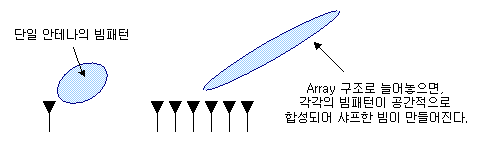 단일 안테나의 빔패턴
Array 구조로 늘어놓으면,
각각의 빔패턴이 공간적으로
합성되어 샤프한 빔이 만들어진다.